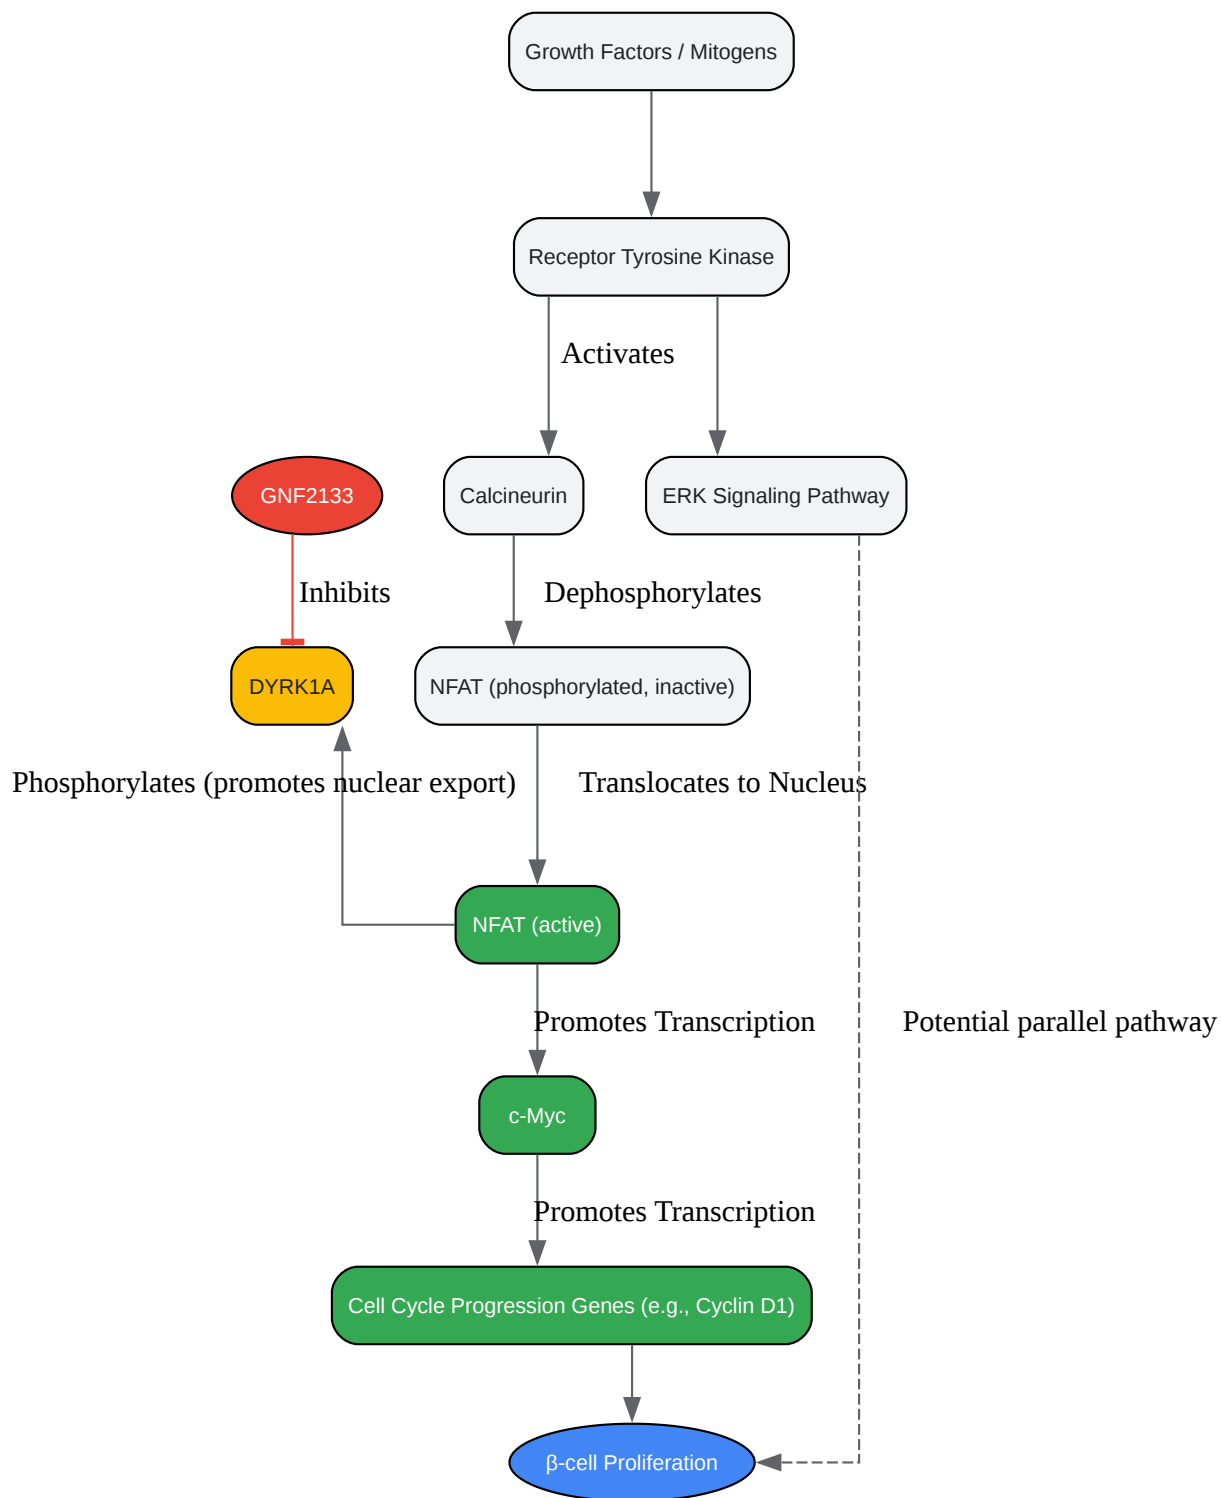 Growth Factors / Mitogens
Receptor Tyrosine Kinase
Activates
GNF2133
Calcineurin
ERK Signaling Pathway
Inhibits
Dephosphorylates
DYRK1A
NFAT (phosphorylated, inactive)
Phosphorylates (promotes nuclear export)
Translocates to Nucleus
NFAT (active)
Promotes Transcription
Potential parallel pathway
c-Myc
Promotes Transcription
Cell Cycle Progression Genes (e.g., Cyclin D1)
β-cell Proliferation